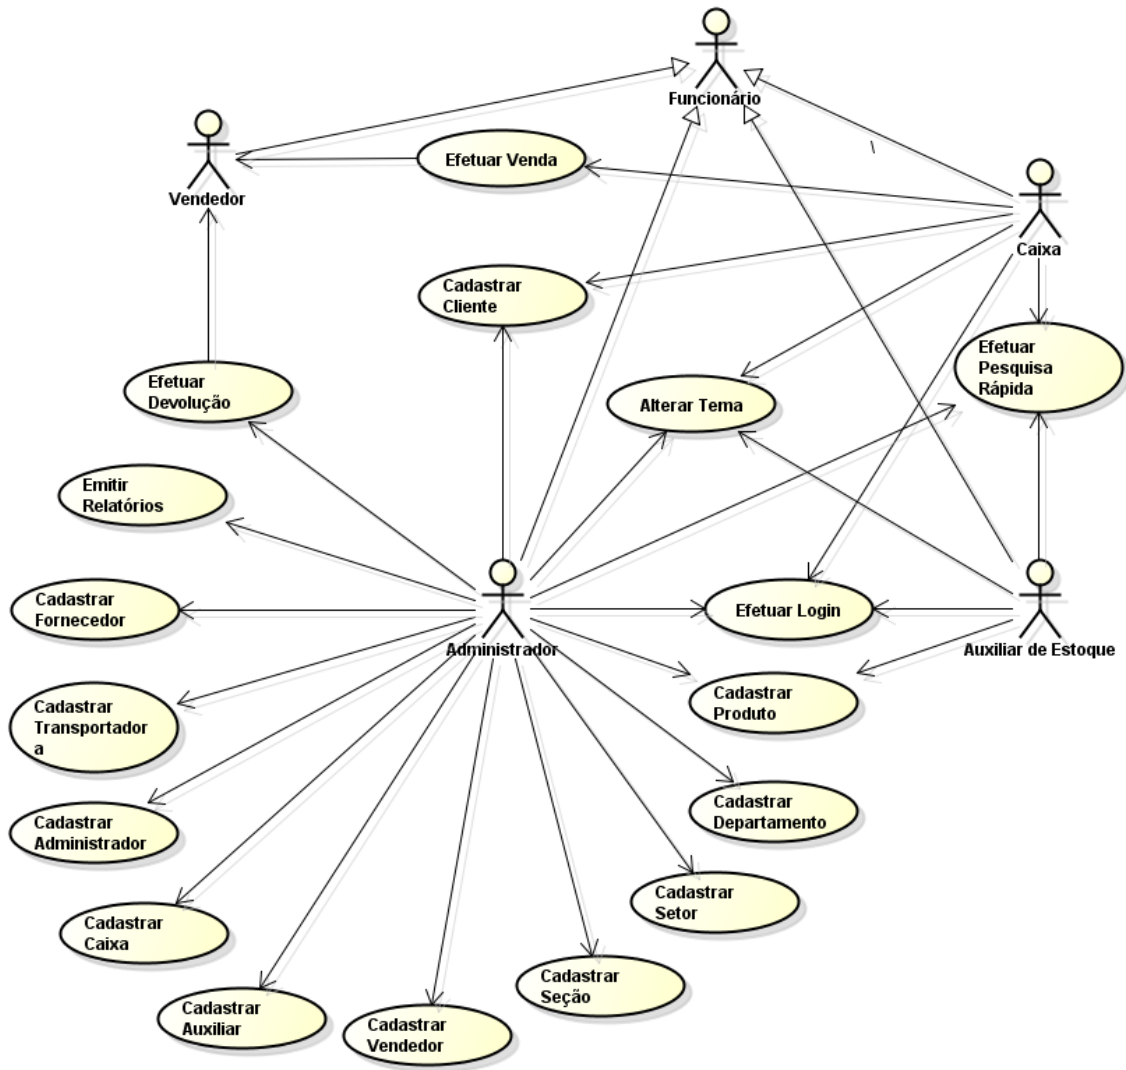 Funcionário
Efetuar Venda
Vendedor
Caixa
Cadastrar
Cliente
Efetuar
Pesquisa
Rápida
Efetuar
Devolução
Alterar Tema
Emitir
Relatórios
Cadastrar
Fornecedor
Efetuar Login
Administrador
Auxiliar de Estoque
Cadastrar
Produto
Cadastrar
Transportador
a
Cadastrar
Departamento
Cadastrar
Administrador
Cadastrar
Setor
Cadastrar
Caixa
Cadastrar
Seção
Cadastrar
Auxiliar
Cadastrar
Vendedor